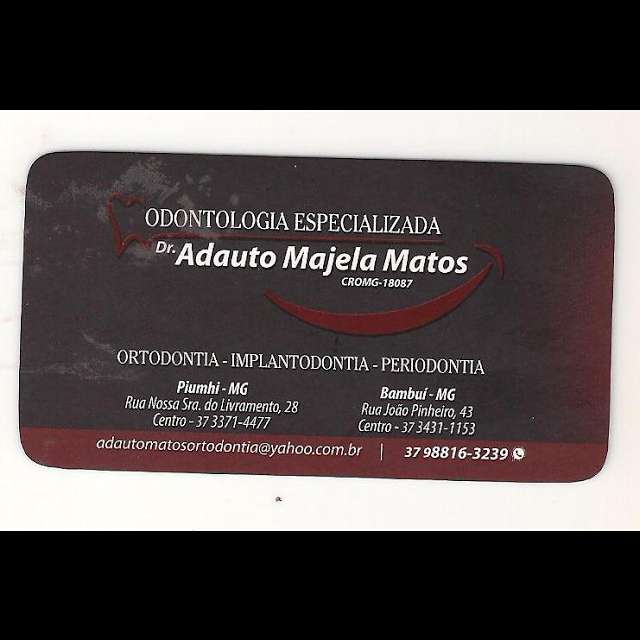 ODONTOLOGIA ESPECIALIZADA
Dr. Adauto Majela Matos
CROMG-18087
ORTODONTIA - IMPLANTODONTIA - PERIODONTIA
Piumhi - MG
Rua Nossa Sra. do Livramento, 28
Centro - 37 3371-4477
Bambuí - MG
Rua João Pinheiro, 43
Centro - 37 3431-1153
adautomatosortodontia@yahoo.com.br | 37 98816-3239